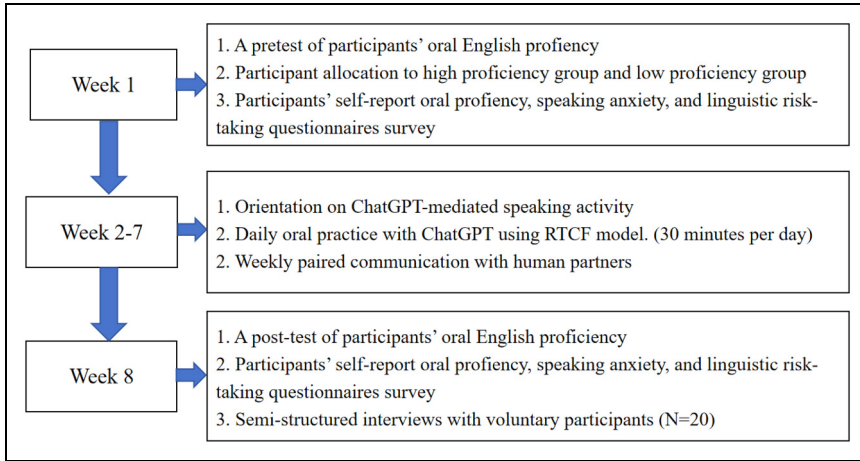 Week 1
1. A pretest of participants' oral English profiency
2. Participant allocation to high proficiency group and low proficiency group
3. Participants' self-report oral profiency, speaking anxiety, and linguistic risk-
taking questionnaires survey
Week 2-7
1. Orientation on ChatGPT-mediated speaking activity
2. Daily oral practice with ChatGPT using RTCF model. (30 minutes per day)
2. Weekly paired communication with human partners
Week 8
1. A post-test of participants' oral English proficiency
2. Participants' self-report oral profiency, speaking anxiety, and linguistic risk-
taking questionnaires survey
3. Semi-structured interviews with voluntary participants (N=20)